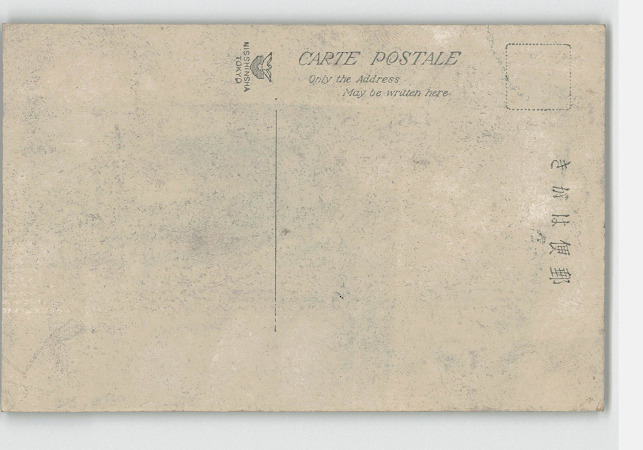 CARTE POSTALE
Only the Address
May be written here
NISSHINSHA
TOKYO
郵便はがき